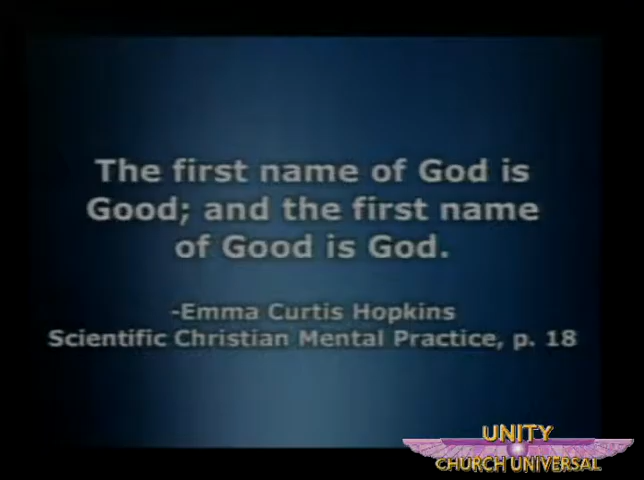 The first name of God is
Good; and the first name
of Good is God.
-Emma Curtis Hopkins
Scientific Christian Mental Practice, p. 18
UNITY
CHURCH UNIVERSAL